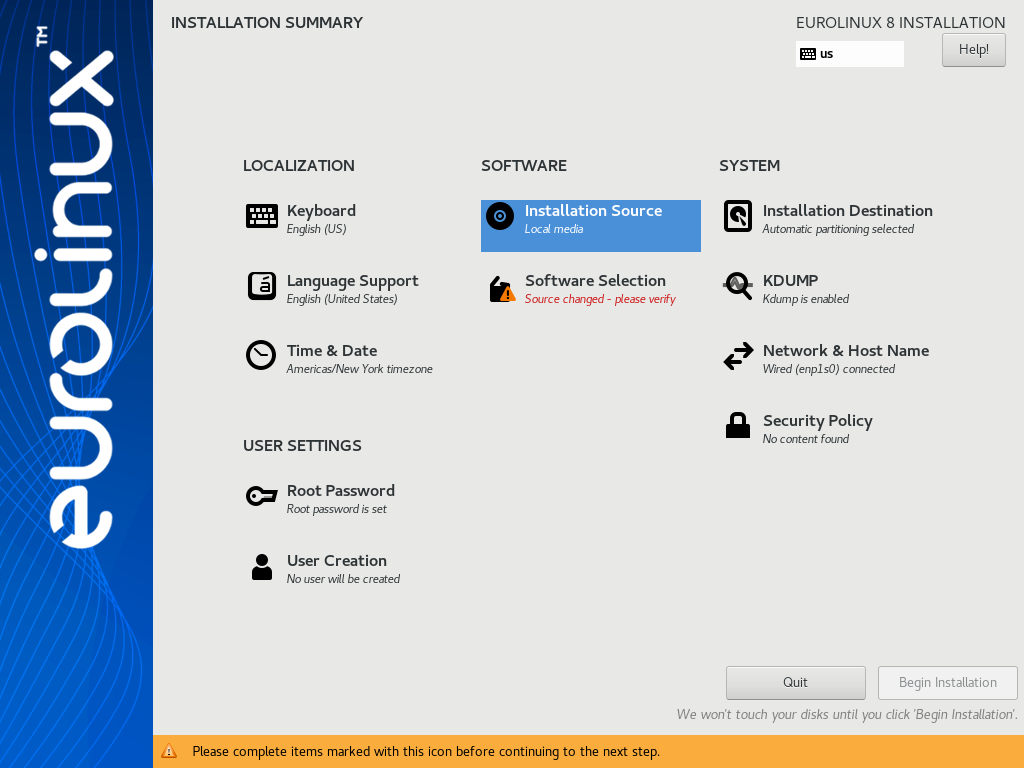 eurolinux™
INSTALLATION SUMMARY
EUROLINUX 8 INSTALLATION
us
Help!
LOCALIZATION
Keyboard
English (US)
Language Support
English (United States)
Time & Date
Americas/New York timezone
USER SETTINGS
Root Password
Root password is set
User Creation
No user will be created
SOFTWARE
Installation Source
Local media
Software Selection
Source changed - please verify
SYSTEM
Installation Destination
Automatic partitioning selected
KDUMP
Kdump is enabled
Network & Host Name
Wired (enp1s0) connected
Security Policy
No content found
Quit
Begin Installation
We won't touch your disks until you click 'Begin Installation'.
Please complete items marked with this icon before continuing to the next step.